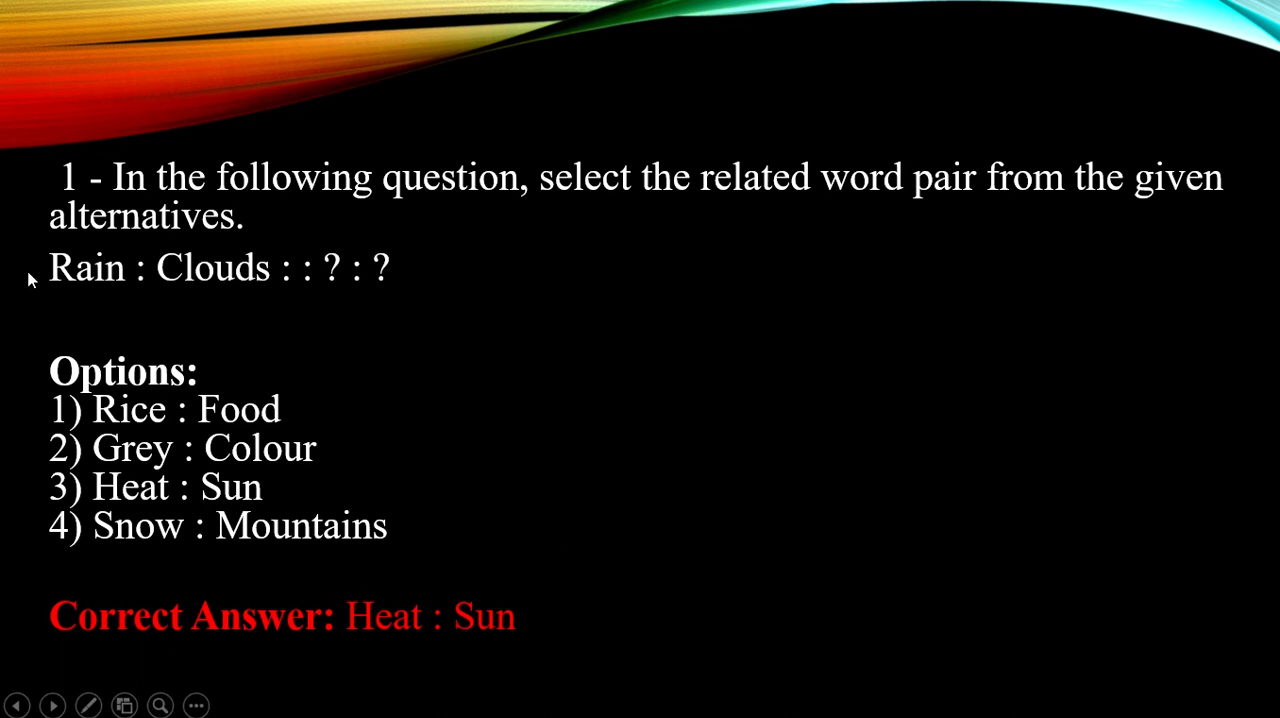 1 - In the following question, select the related word pair from the given
alternatives.
Rain : Clouds : : ? : ?
Options:
1) Rice : Food
2) Grey : Colour
3) Heat : Sun
4) Snow : Mountains
Correct Answer: Heat : Sun